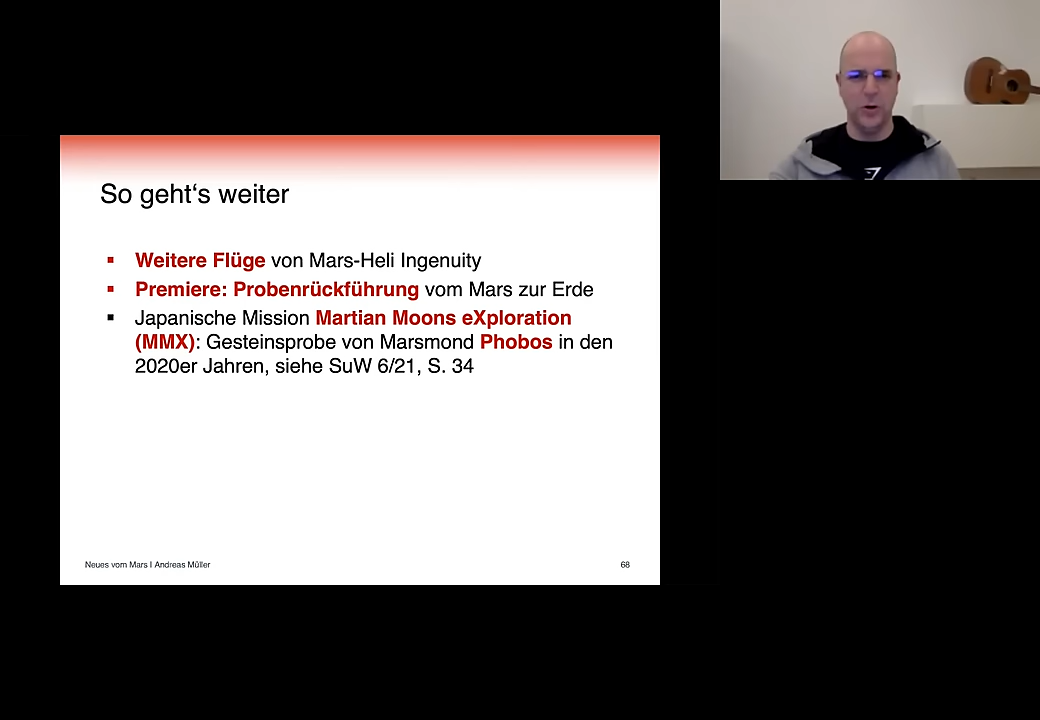 So geht‘s weiter
Weitere Flüge von Mars-Heli Ingenuity
Premiere: Probenrückführung vom Mars zur Erde
Japanische Mission Martian Moons eXploration
(MMX): Gesteinsprobe von Marsmond Phobos in den
2020er Jahren, siehe SuW 6/21, S. 34
Neues vom Mars I Andreas Müller
68